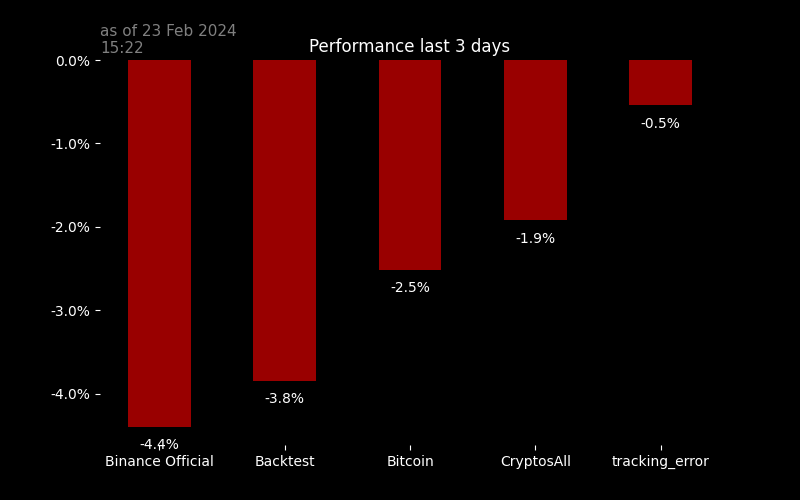 as of 23 Feb 2024
15:22
Performance last 3 days
0.0%
-1.0%
-2.0%
-3.0%
-4.0%
-4.4%
-3.8%
-2.5%
-1.9%
-0.5%
Binance Official
Backtest
Bitcoin
CryptosAll
tracking_error